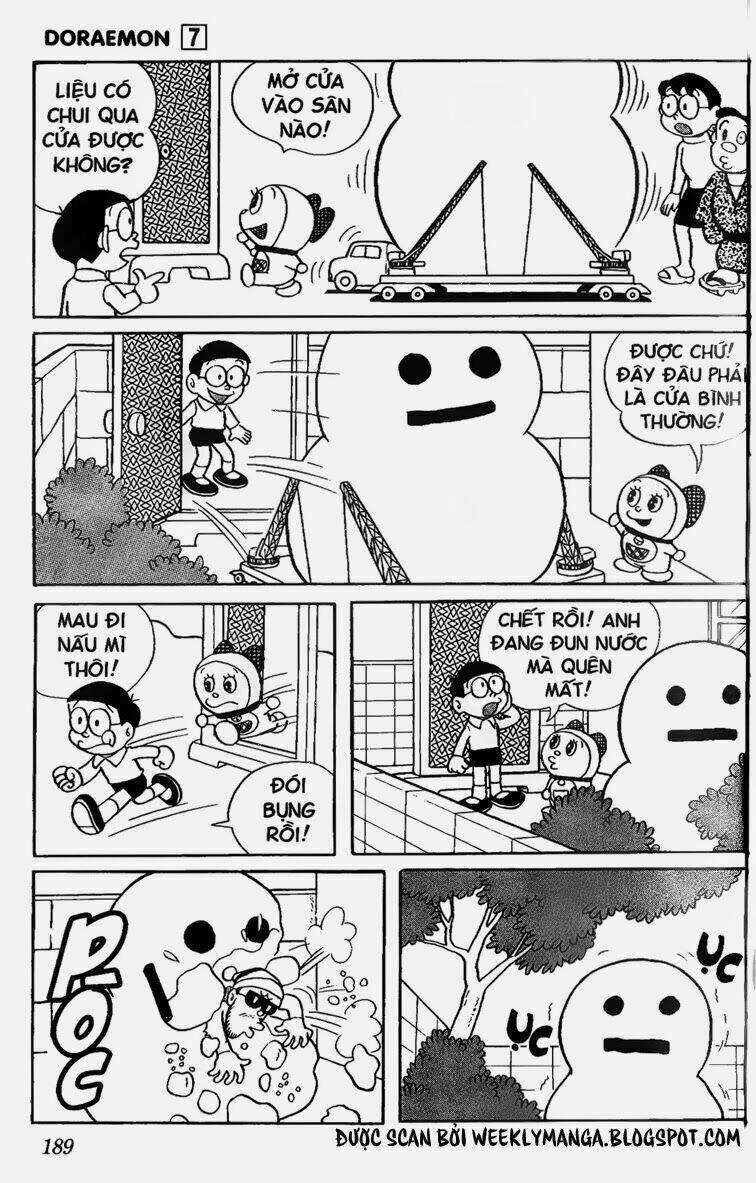 DORAEMON 7
LIỆU CÓ
CHUI QUA
CỬA ĐƯỢC
KHÔNG?
MỞ CỬA
VÀO SÂN
NÀO!
ĐƯỢC CHỨ!
ĐÂY ĐÂU PHẢI
LÀ CỬA BÌNH
THƯỜNG!
MAU ĐI
NẤU MÌ
THÔI!
ĐÓI
BỤNG
RỒI!
CHẾT RỒI! ANH
ĐANG ĐUN NƯỚC
MÀ QUÊN
MẤT!
PỌC
ỤC
ỤC
189
ĐƯỢC SCAN BỞI WEEKLYMANGA.BLOGSPOT.COM